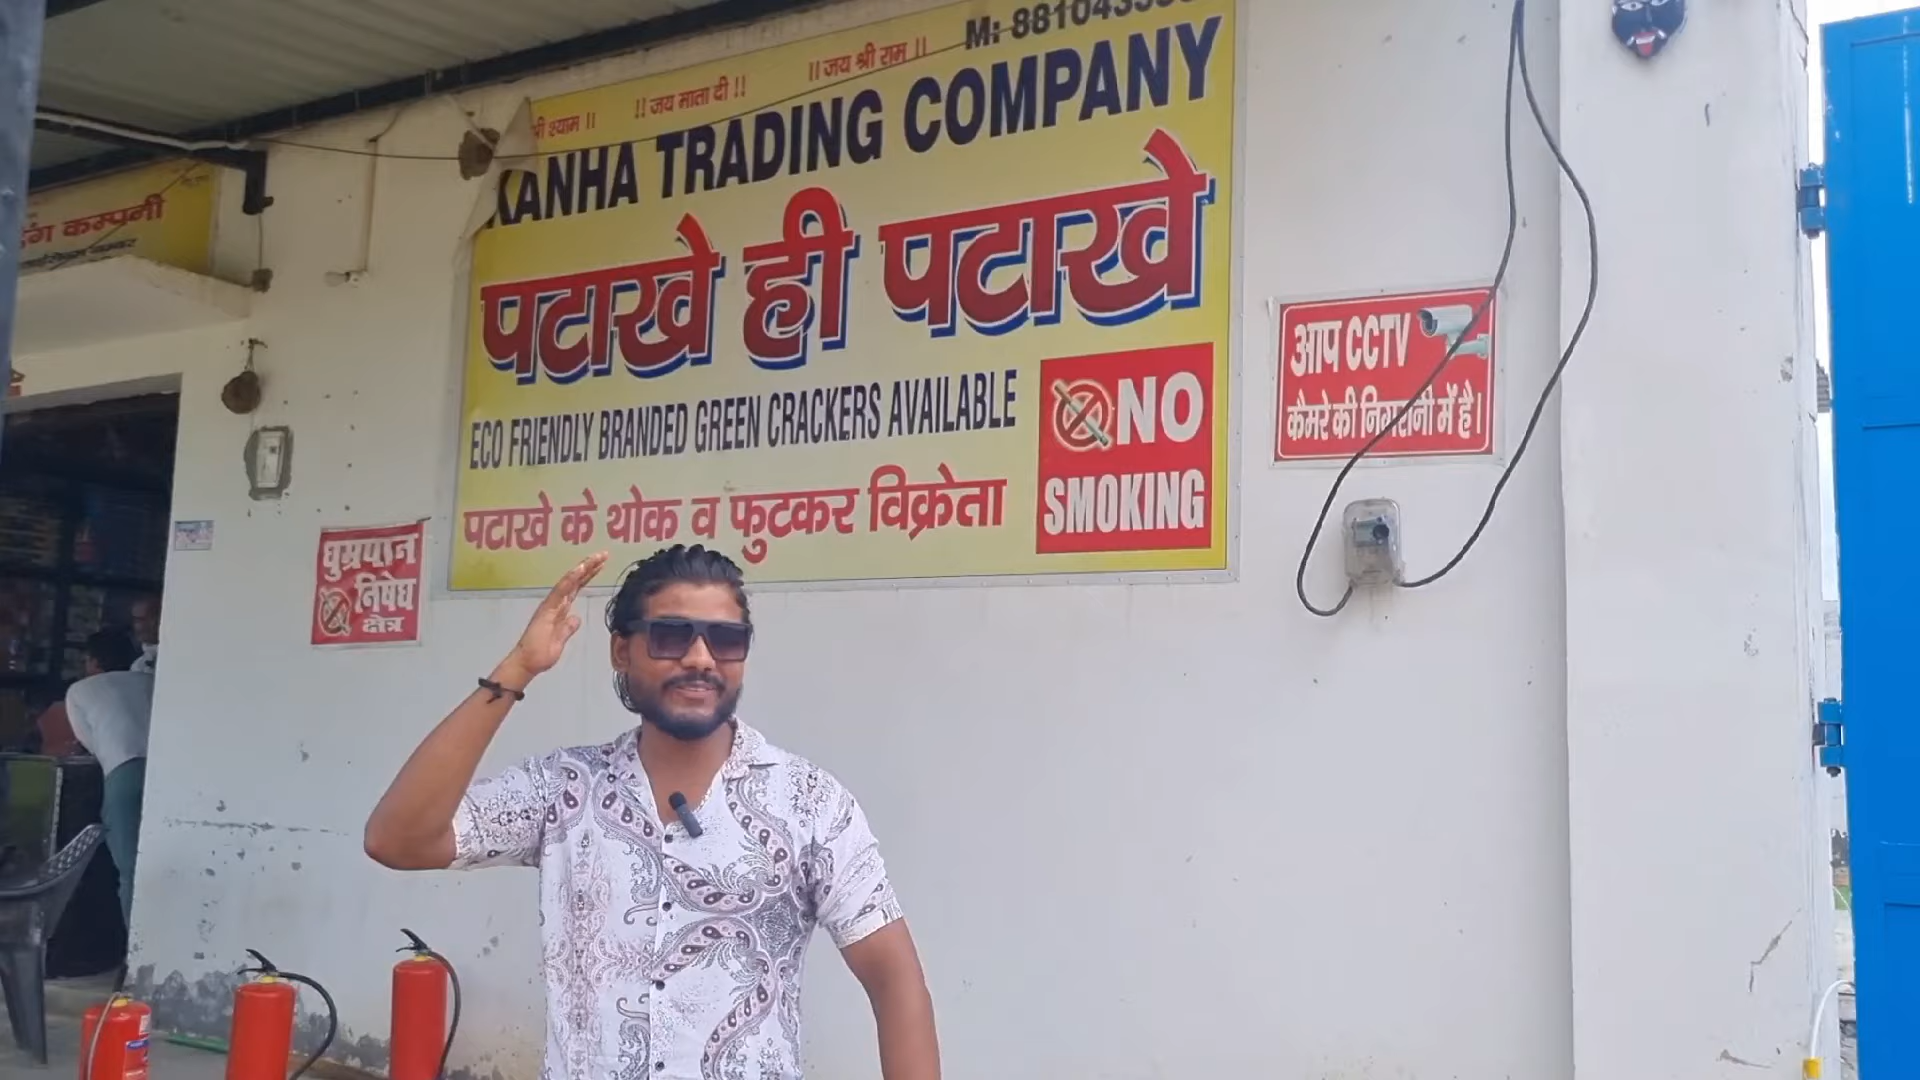 M: 8810435
!! जय माता दी !!
॥ जय श्री राम ॥
श्याम ॥
KANHA TRADING COMPANY
पटाखे ही पटाखे
ECO FRIENDLY BRANDED GREEN CRACKERS AVAILABLE
पटाखे के थोक व फुटकर विक्रेता
NO
SMOKING
आप CCTV
कैमरे की निगरानी में है।
धुम्रपान
निषेध
क्षेत्र
कम्पनी